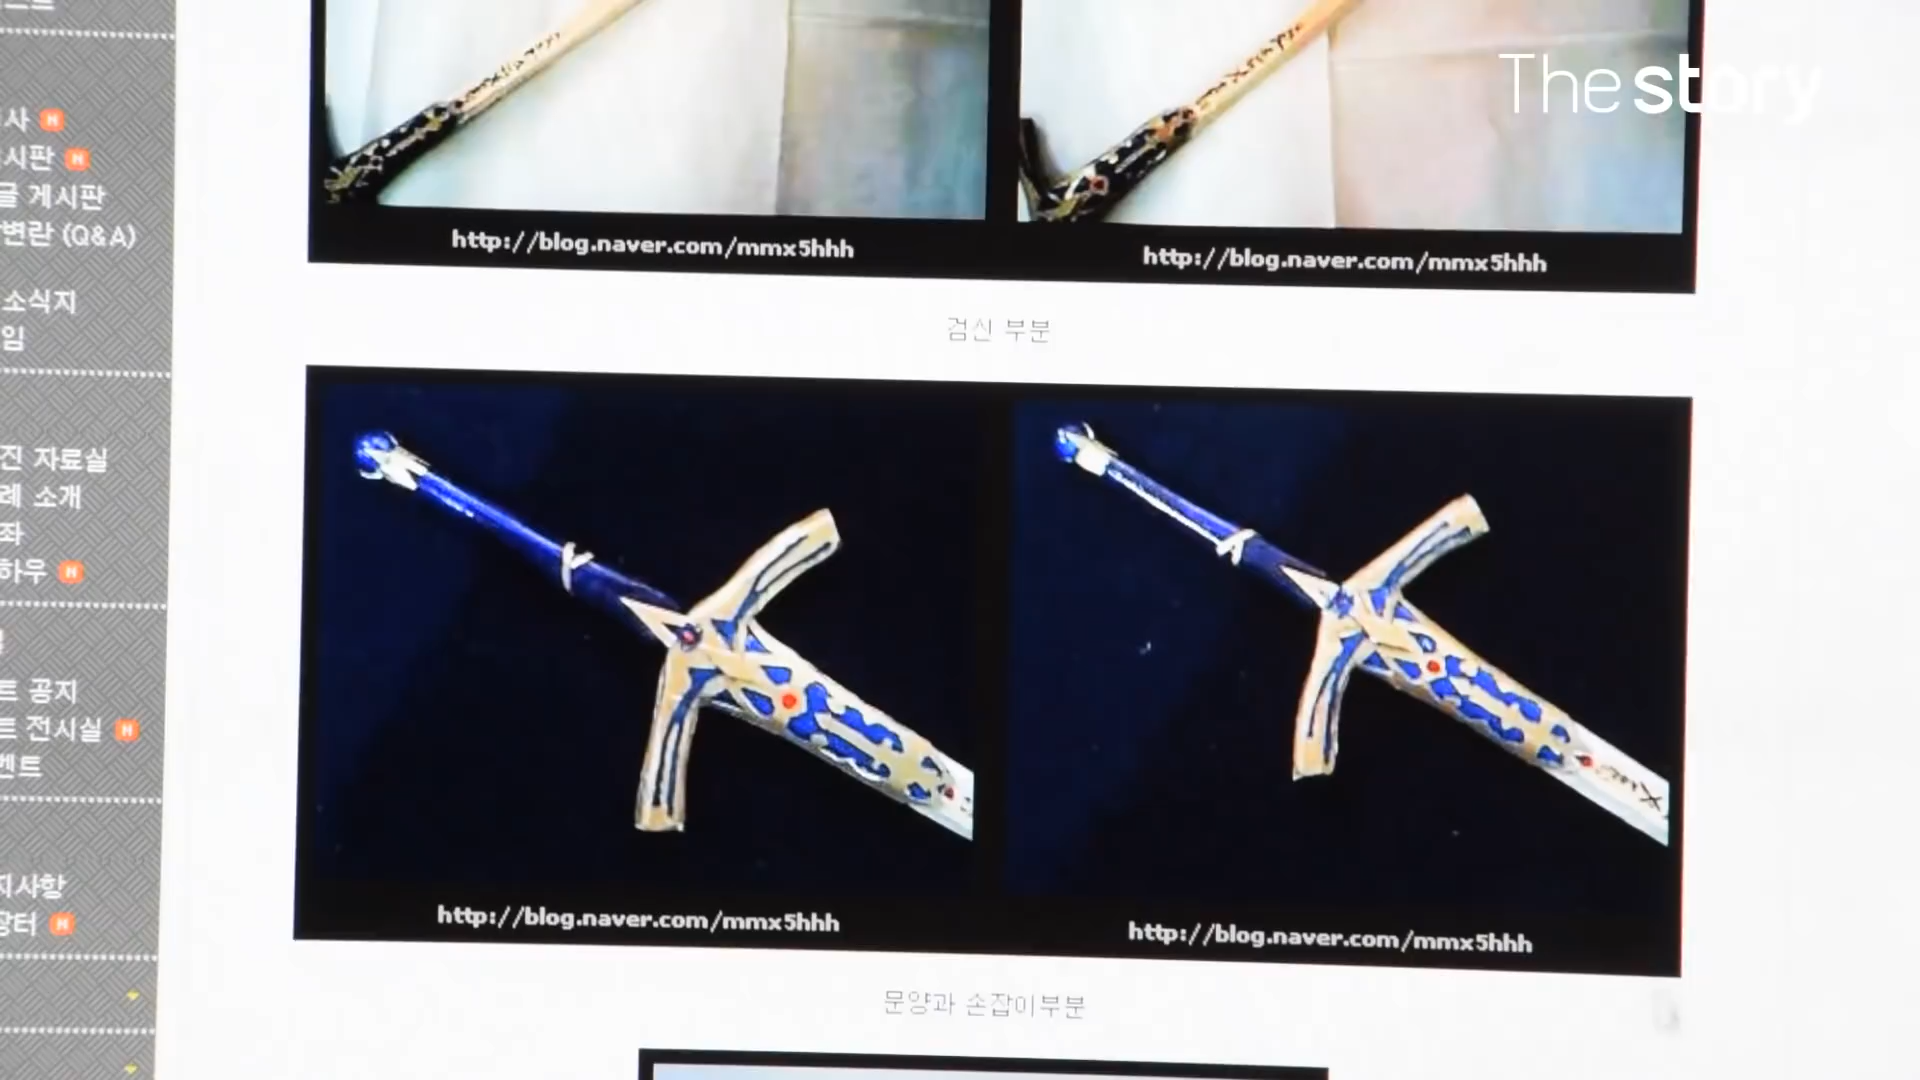 The story
사
시판
글 게시판
변란 (Q&A)
소식지
임
진 자료실
례 소개
좌
하우
트 공지
트 전시실
벤트
지사항
장터
http://blog.naver.com/mmx5hhh
http://blog.naver.com/mmx5hhh
검신 부분
http://blog.naver.com/mmx5hhh
http://blog.naver.com/mmx5hhh
문양과 손잡이부분